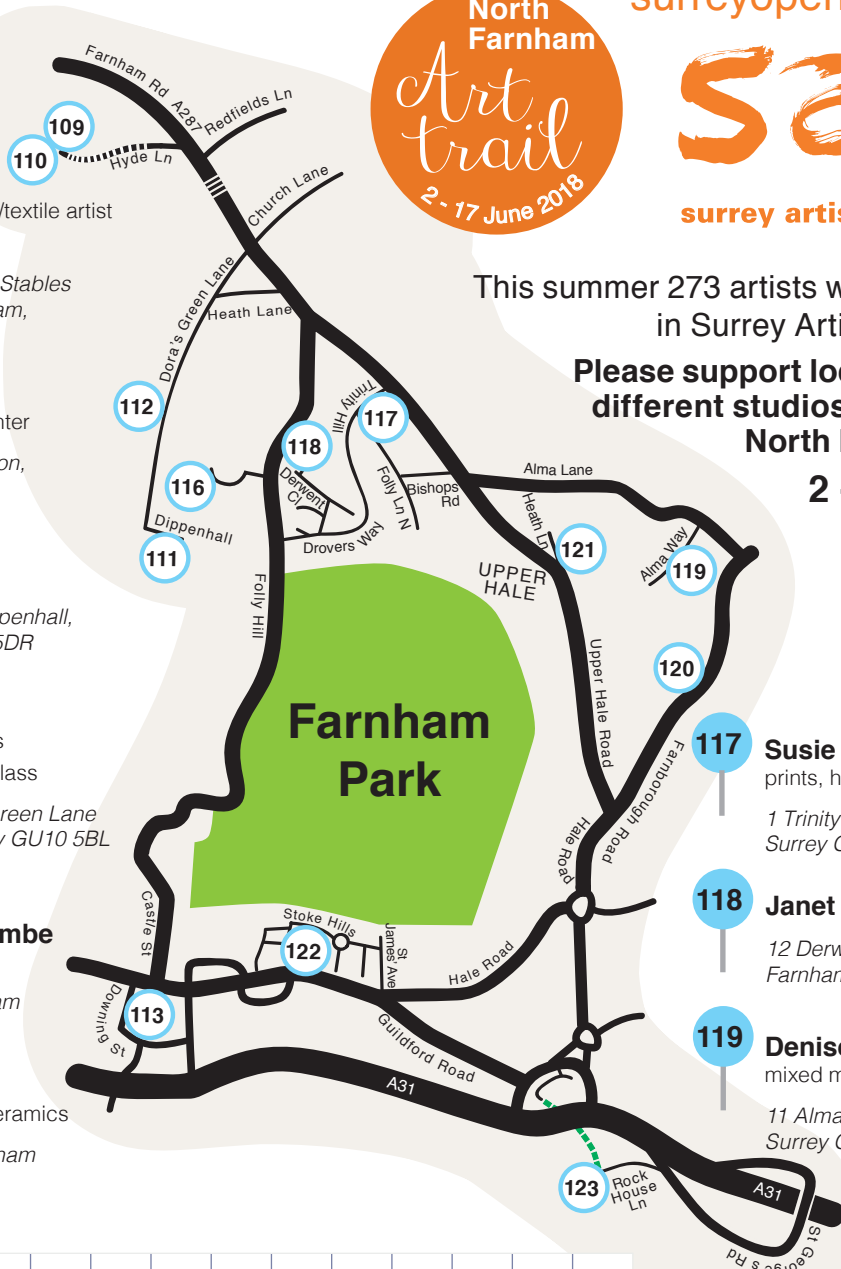 North
Farnham
Art
trail
2 - 17 June 2018
surreyopen
sa
surrey artis
This summer 273 artists w
in Surrey Arti
Please support loc
different studios
North
2
Farnham Rd A287
Redfields Ln
109
110
Hyde Ln
Church Lane
/textile artist
Stables
am,
Dora's Green Lane
Heath Lane
112
Trinity Hill
117
118
nter
on,
116
Derwent
Cl
Folly Ln N
Bishops
Rd
Alma Lane
Heath Ln
Dippenhall
111
Drovers Way
121
Alma Way
119
UPPER
HALE
Folly Hill
penhall,
5DR
120
Upper Hale Road
Farnham
Park
s
lass
reen Lane
y GU10 5BL
Farnborough Road
Hale Road
117
Susie
prints, h
1 Trinity
Surrey
118
Janet
12 Derw
Farnham
119
Denise
mixed m
11 Alma
Surrey
Castle St
Stoke Hills
122
St
James' Ave
Hale Road
mbe
am
Downing St
113
Guildford Road
A31
eramics
ham
123
Rock
House
Ln
A31
St George's Rd